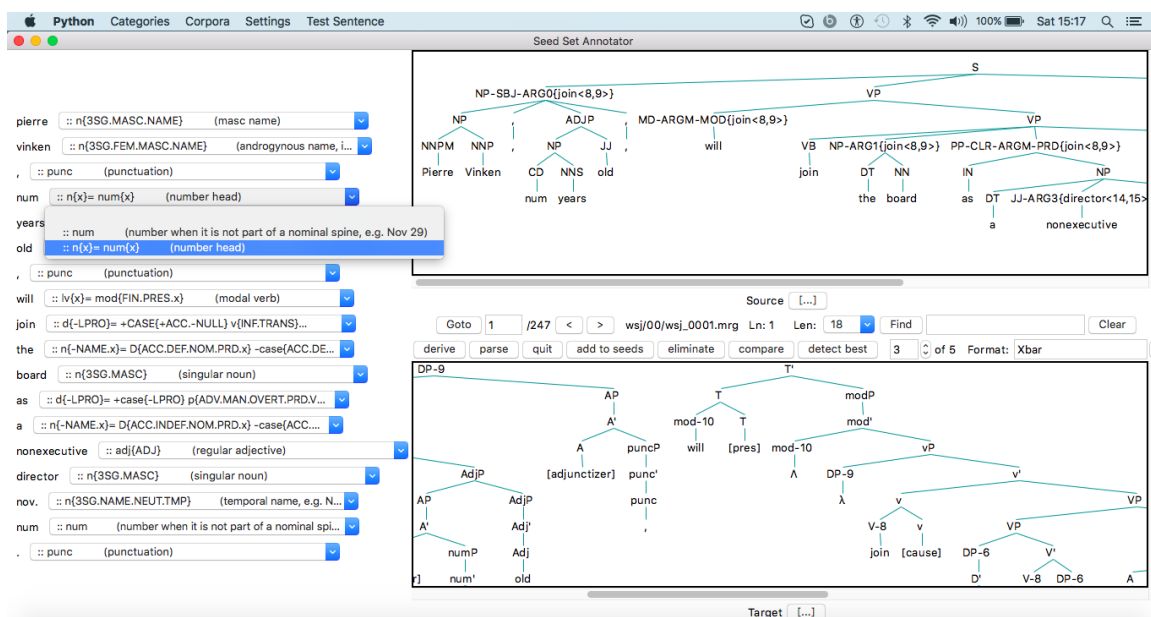 Python Categories Corpora Settings Test Sentence 100% Sat 15:17
Seed Set Annotator
pierre :: n{3SG.MASC.NAME} (masc name)
vinken :: n{3SG.FEM.MASC.NAME} (androgynous name, i...
, :: punc (punctuation)
num :: n{x}= num{x} (number head)
years
:: num (number when it is not part of a nominal spine, e.g. Nov 29)
old
:: n{x}= num{x} (number head)
, :: punc (punctuation)
will :: lv{x}= mod{FIN.PRES.x} (modal verb)
join :: d{-LPRO}= +CASE{+ACC.-NULL} v{INF.TRANS}...
the :: n{-NAME.x}= D{ACC.DEF.NOM.PRD.x} -case{ACC.DE...
board :: n{3SG.MASC} (singular noun)
as :: d{-LPRO}= +case{-LPRO} p{ADV.MAN.OVERT.PRD.V...
a :: n{-NAME.x}= D{ACC.INDEF.NOM.PRD.x} -case{ACC....
nonexecutive :: adj{ADJ} (regular adjective)
director :: n{3SG.MASC} (singular noun)
nov. :: n{3SG.NAME.NEUT.TMP} (temporal name, e.g. N...
num :: num (number when it is not part of a nominal spi...
. :: punc (punctuation)
S
NP-SBJ-ARG0{join<8,9>} VP
NP , ADJP , MD-ARGM-MOD{join<8,9>} VP
NNPM NNP , NP JJ , will VB NP-ARG1{join<8,9>} PP-CLR-ARGM-PRD{join<8,9>}
Pierre Vinken CD NNS old join DT NN IN NP
num years the board as DT JJ-ARG3{director<14,15>
a nonexecutive
Source [...]
Goto 1 /247 < > wsj/00/wsj_0001.mrg Ln: 1 Len: 18 Find Clear
derive parse quit add to seeds eliminate compare detect best 3 of 5 Format: Xbar
DP-9 T'
AP T modP
A' mod-10 T mod'
A puncP will [pres] mod-10 vP
AdjP [adjunctizer] punc' Λ DP-9 v'
AP AdjP punc λ v VP
A' Adj' , V-8 v VP
numP Adj join [cause] DP-6 V'
r] num' old D' V-8 DP-6 A
Target [...]